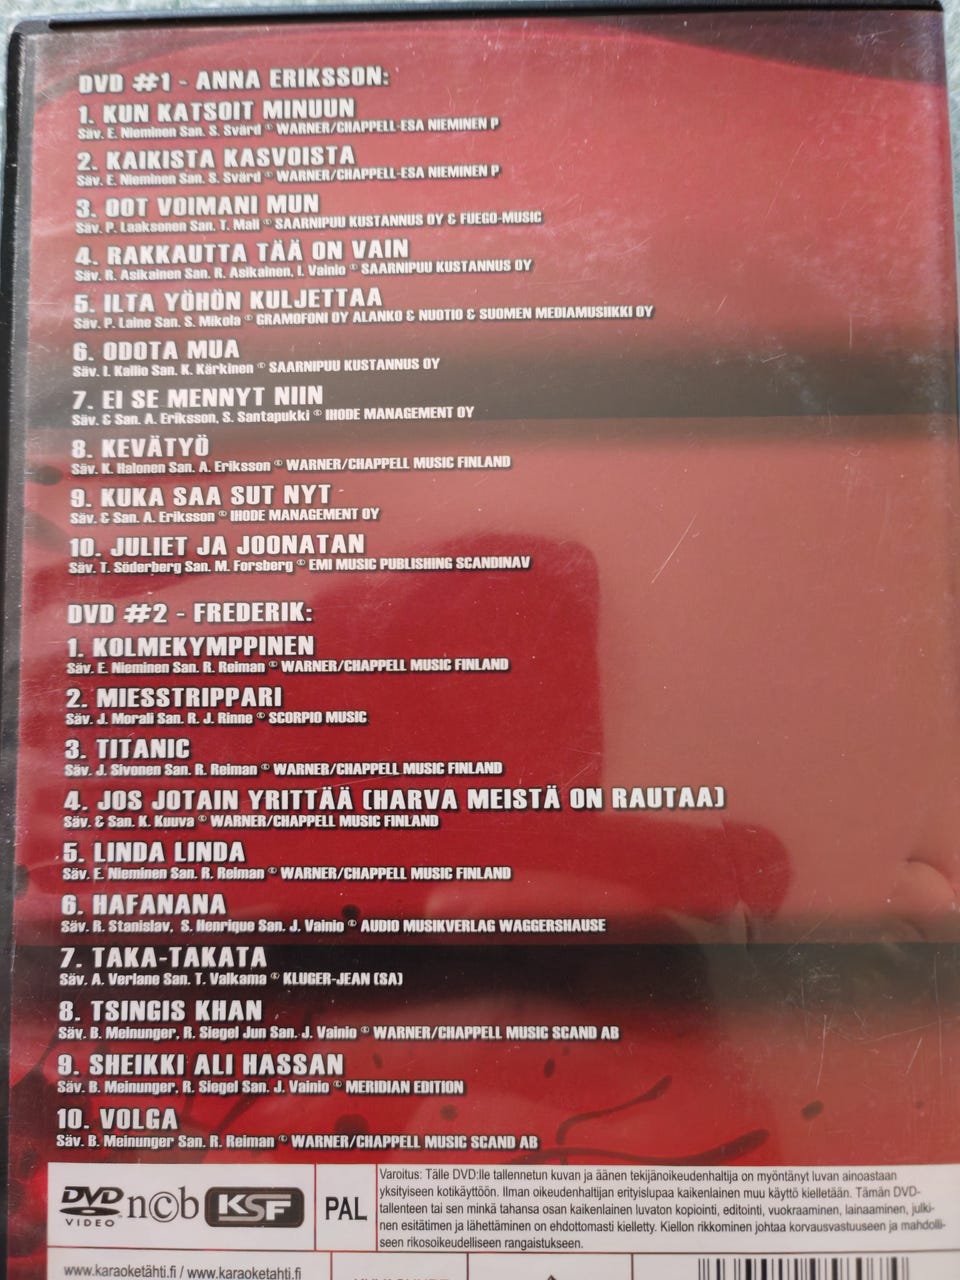 DVD #1 - ANNA ERIKSSON:
1. KUN KATSOIT MINUUN
Säv. E. Nieminen San. S. Svärd © WARNER/CHAPPELL-ESA NIEMINEN P
2. KAIKISTA KASVOISTA
Säv. E. Nieminen San. S. Svärd © WARNER/CHAPPELL-ESA NIEMINEN P
3. OOT VOIMANI MUN
Säv. P. Laaksonen San. T. Mali © SAARNIPUU KUSTANNUS OY & FUEGO-MUSIC
4. RAKKAUTTA TÄÄ ON VAIN
Säv. R. Asikainen San. R. Asikainen, I. Vainio © SAARNIPUU KUSTANNUS OY
5. ILTA YÖHÖN KULJETTAA
Säv. P. Laine San. S. Mikola © GRAMOFONI OY ALANKO & NUOTIO & SUOMEN MEDIAMUSIIKKI OY
6. ODOTA MUA
Säv. I. Kallio San. K. Kärkinen © SAARNIPUU KUSTANNUS OY
7. EI SE MENNYT NIIN
Säv. & San. A. Eriksson, S. Santapukki © IHODE MANAGEMENT OY
8. KEVÄTYÖ
Säv. K. Halonen San. A. Eriksson © WARNER/CHAPPELL MUSIC FINLAND
9. KUKA SAA SUT NYT
Säv. & San. A. Eriksson © IHODE MANAGEMENT OY
10. JULIET JA JOONATAN
Säv. T. Söderberg San. M. Forsberg © EMI MUSIC PUBLISHING SCANDINAV
DVD #2 - FREDERIK:
1. KOLMEKYMPPINEN
Säv. E. Nieminen San. R. Reiman © WARNER/CHAPPELL MUSIC FINLAND
2. MIESSTRIPPARI
Säv. J. Morali San. R. J. Rinne © SCORPIO MUSIC
3. TITANIC
Säv. J. Sivonen San. R. Reiman © WARNER/CHAPPELL MUSIC FINLAND
4. JOS JOTAIN YRITTÄÄ (HARVA MEISTÄ ON RAUTAA)
Säv. & San. K. Kuuva © WARNER/CHAPPELL MUSIC FINLAND
5. LINDA LINDA
Säv. E. Nieminen San. R. Reiman © WARNER/CHAPPELL MUSIC FINLAND
6. HAFANANA
Säv. R. Stanislav, S. Henrique San. J. Vainio © AUDIO MUSIKVERLAG WAGGERSHAUSE
7. TAKA-TAKATA
Säv. A. Verlane San. T. Valkama © KLUGER-JEAN (SA)
8. TSINGIS KHAN
Säv. B. Meinunger, R. Siegel Jun San. J. Vainio © WARNER/CHAPPELL MUSIC SCAND AB
9. SHEIKKI ALI HASSAN
Säv. B. Meinunger, R. Siegel San. J. Vainio © MERIDIAN EDITION
10. VOLGA
Säv. B. Meinunger San. R. Reiman © WARNER/CHAPPELL MUSIC SCAND AB
DVD VIDEO ncb KSF PAL
Varoitus: Tälle DVD:lle tallennetun kuvan ja äänen tekijänoikeudenhaltija on myöntänyt luvan ainoastaan
yksityiseen kotikäyttöön. Ilman oikeudenhaltijan erityislupaa kaikenlainen muu käyttö kielletään. Tämän DVD-
tallenteen tai sen minkä tahansa osan kaikenlainen luvaton kopiointi, editointi, vuokraaminen, lainaaminen, julki-
nen esitätimen ja lähettäminen on ehdottomasti kielletty. Kiellon rikkominen johtaa korvausvastuuseen ja mahdolli-
seen rikosoikeudelliseen rangaistukseen.
www.karaoketähti.fi / www.karaoketahti.fi